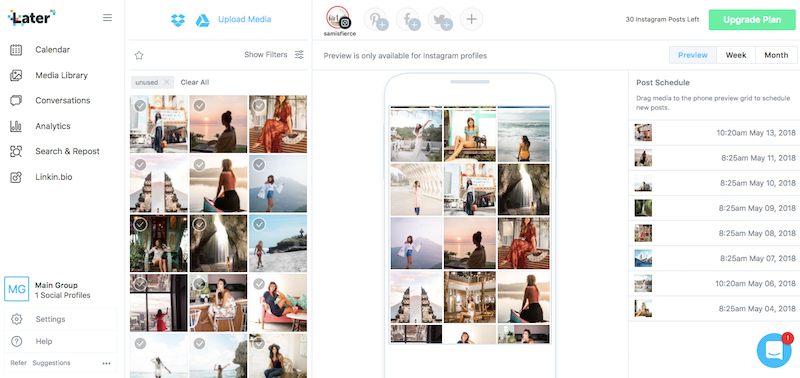 Later
Calendar
Media Library
Conversations
Analytics
Search & Repost
Linkin.bio
MG
Main Group
1 Social Profiles
Settings
Help
Refer Suggestions
Upload Media
Show Filters
unused × Clear All
samisfierce
30 Instagram Posts Left
Upgrade Plan
Preview is only available for Instagram profiles
Preview Week Month
Post Schedule
Drag media to the phone preview grid to schedule
new posts.
10:20am May 13, 2018
8:25am May 11, 2018
8:25am May 10, 2018
8:25am May 09, 2018
8:25am May 08, 2018
8:25am May 07, 2018
10:20am May 06, 2018
8:25am May 04, 2018
1